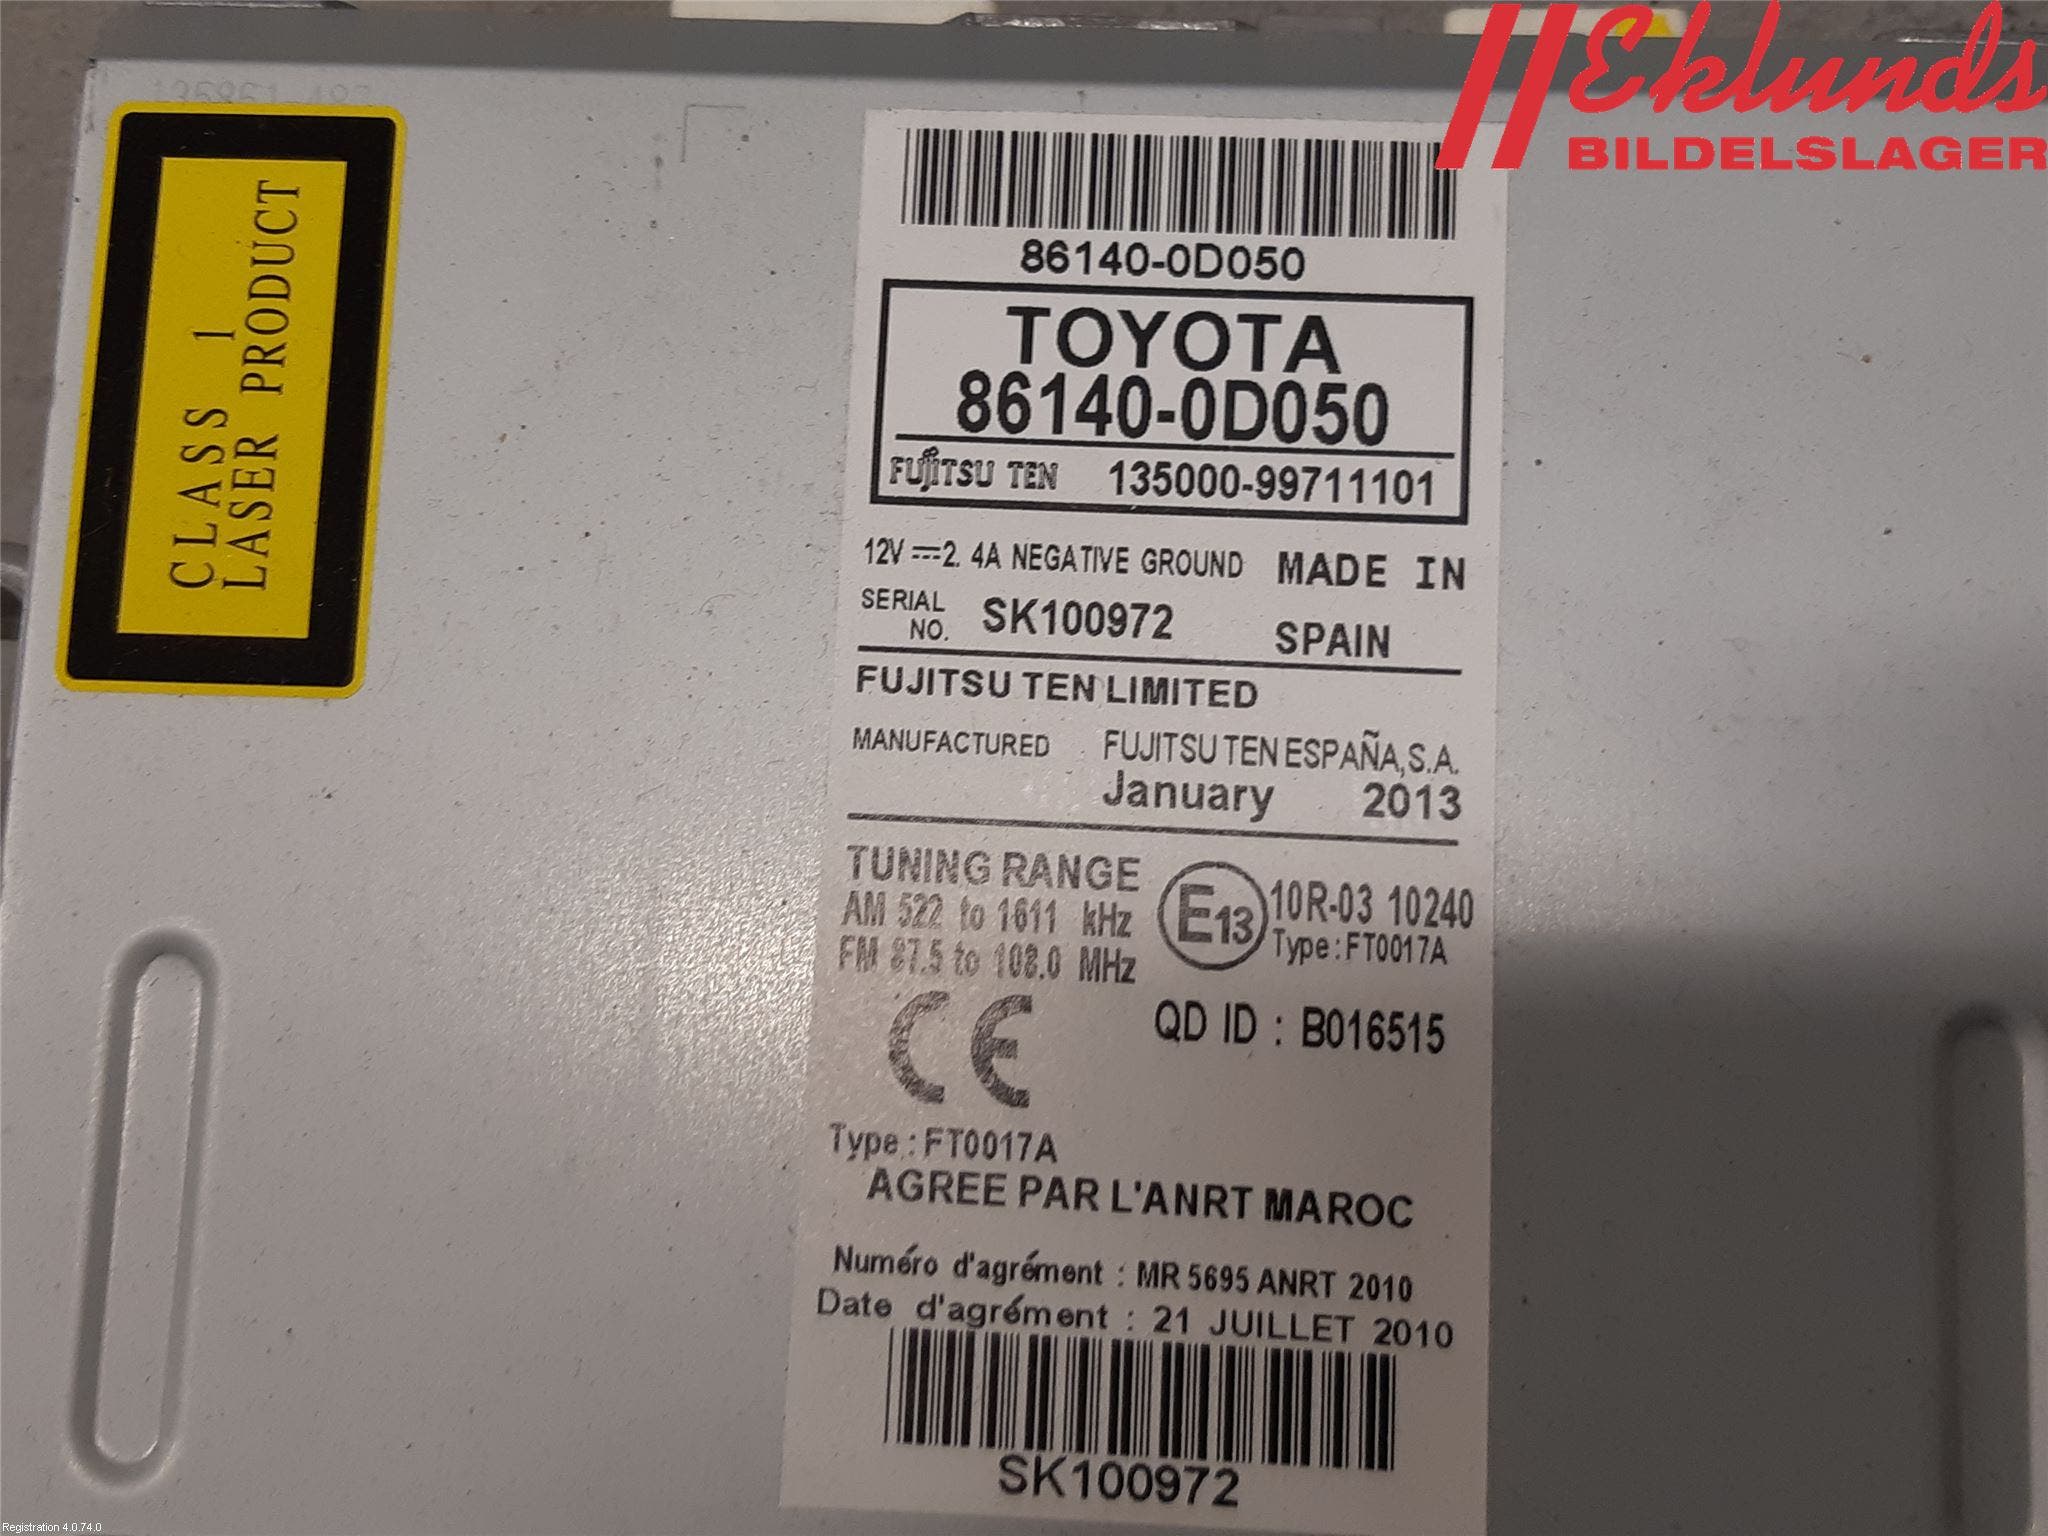 Eklunds
BILDELSLAGER
CLASS 1
LASER PRODUCT
86140-0D050
TOYOTA
86140-0D050
FUJITSU TEN 135000-99711101
12V 2. 4A NEGATIVE GROUND MADE IN
SERIAL NO. SK100972 SPAIN
FUJITSU TEN LIMITED
MANUFACTURED FUJITSU TEN ESPAÑA,S.A.
January 2013
TUNING RANGE
AM 522 to 1611 kHz
FM 87.5 to 108.0 MHz
E13 10R-03 10240
Type:FT0017A
CE
QD ID : B016515
Type : FT0017A
AGREE PAR L'ANRT MAROC
Numéro d'agrément : MR 5695 ANRT 2010
Date d'agrément : 21 JUILLET 2010
SK100972
Registration 4.0.74.0